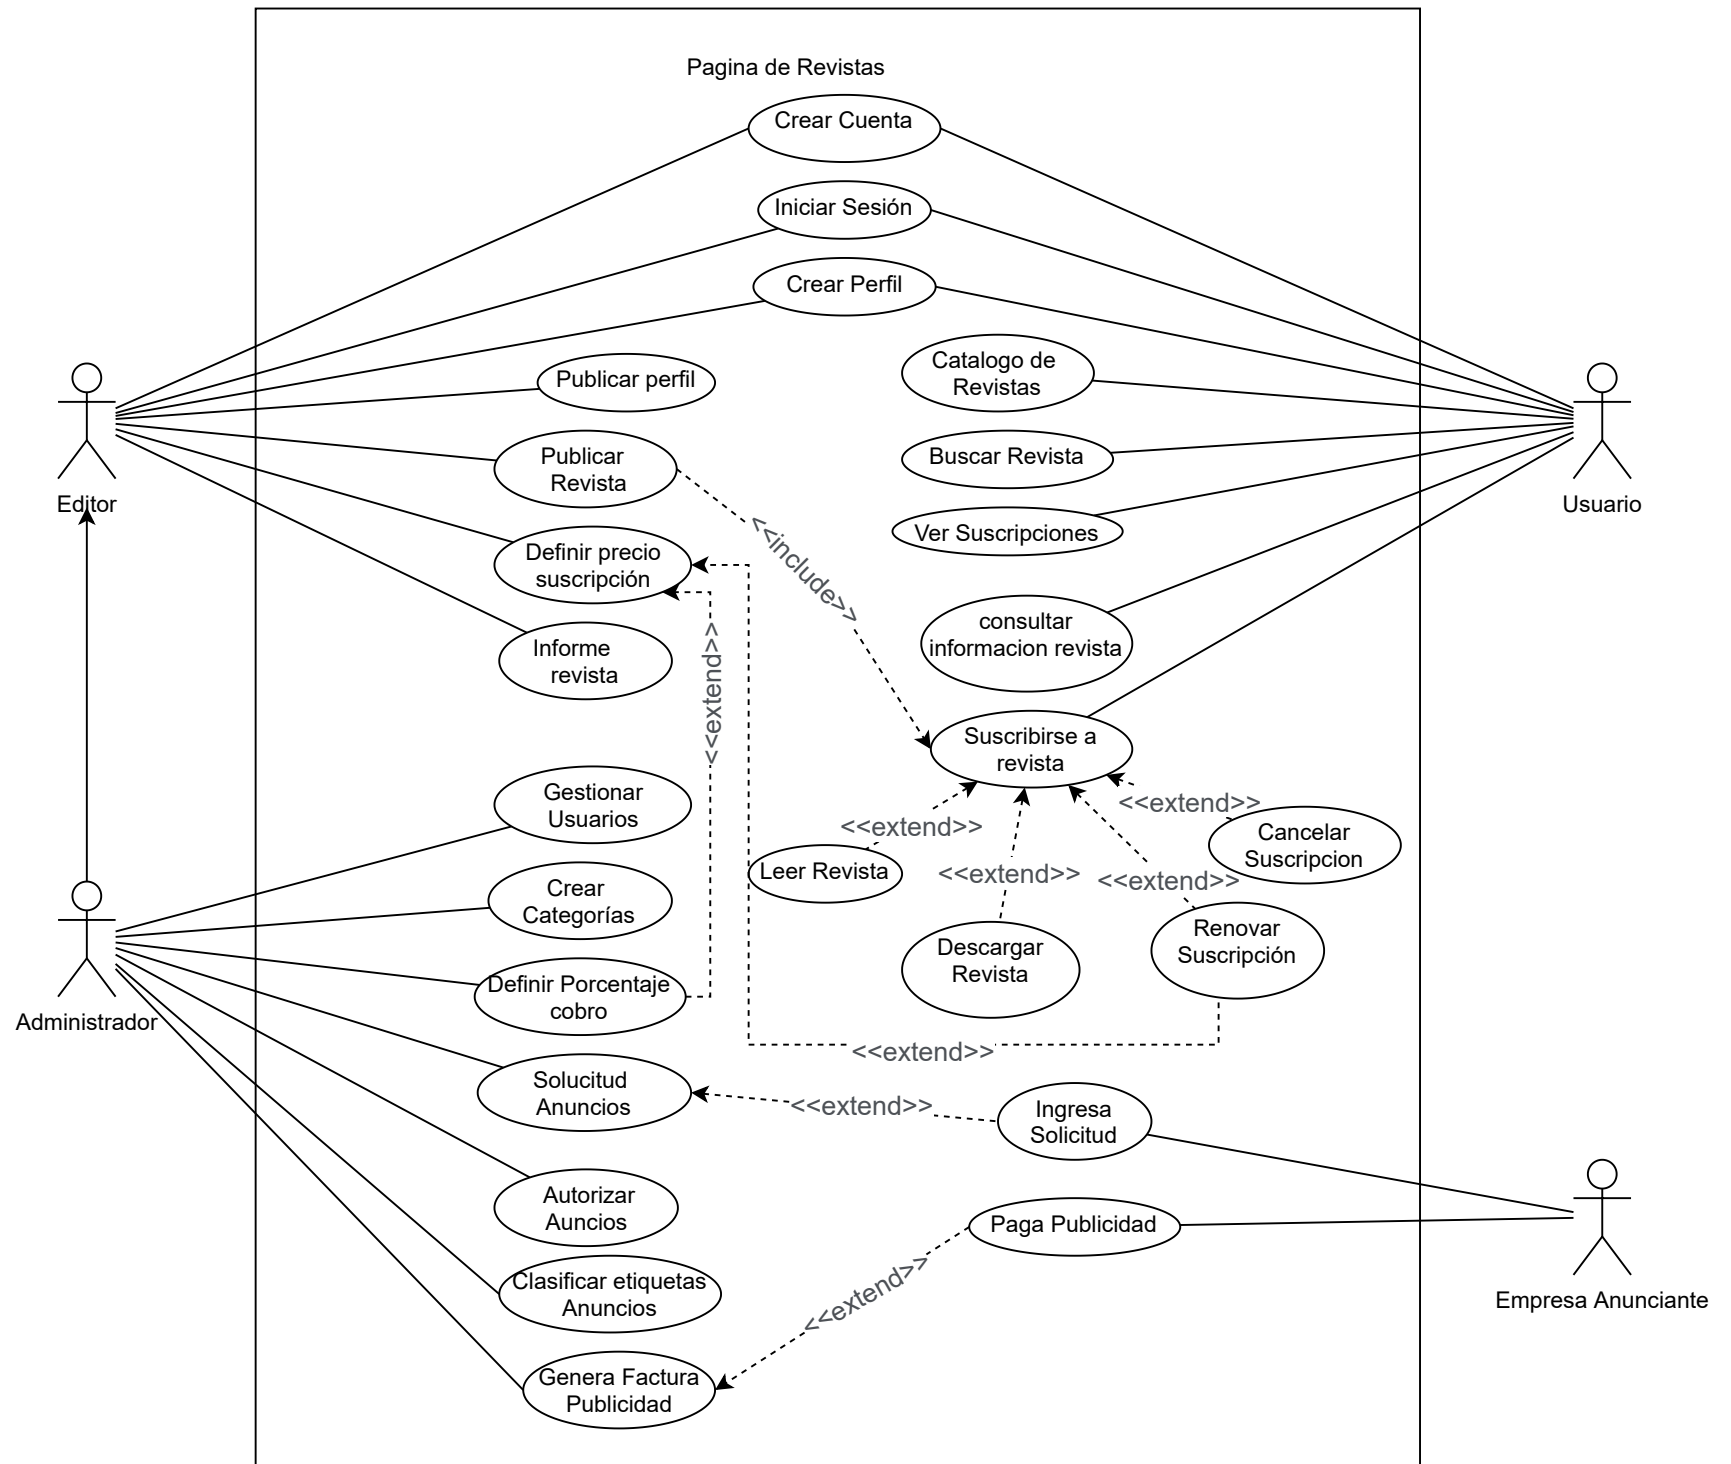 Pagina de Revistas
Crear Cuenta
Iniciar Sesión
Crear Perfil
Publicar perfil
Catalogo de
Revistas
Publicar
Revista
Buscar Revista
Editor
Usuario
<<include>>
Ver Suscripciones
Definir precio
suscripción
consultar
informacion revista
Informe
revista
<<extend>>
Suscribirse a
revista
Gestionar
Usuarios
<<extend>>
<<extend>>
Cancelar
Suscripcion
Leer Revista
<<extend>>
<<extend>>
Crear
Categorías
Renovar
Suscripción
Descargar
Revista
Definir Porcentaje
cobro
Administrador
<<extend>>
Solucitud
Anuncios
<<extend>>
Ingresa
Solicitud
Autorizar
Auncios
Paga Publicidad
<<extend>>
Empresa Anunciante
Clasificar etiquetas
Anuncios
Genera Factura
Publicidad